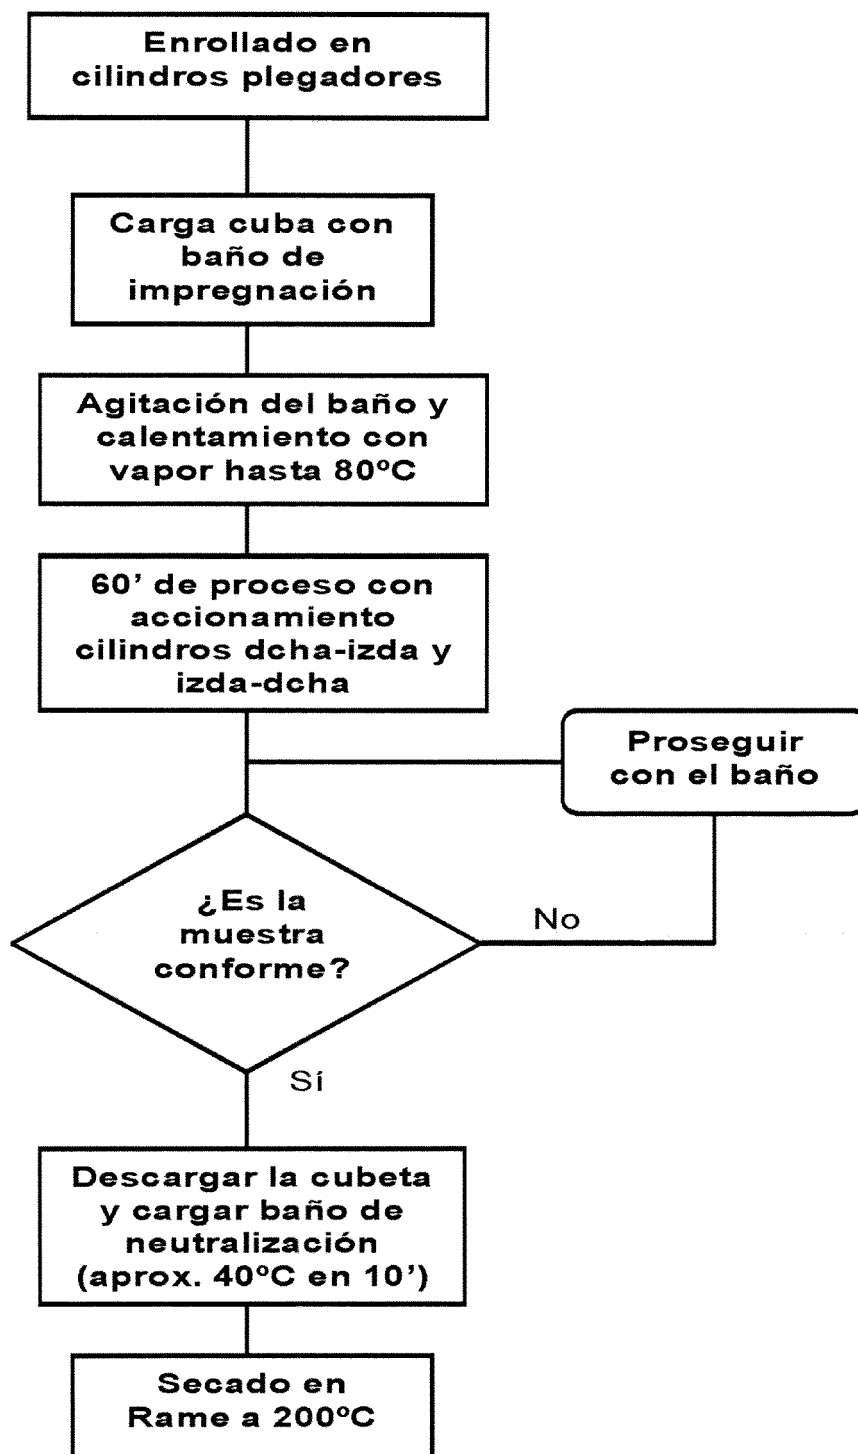 Enrollado en
cilindros plegadores
Carga cuba con
baño de
impregnación
Agitación del baño y
calentamiento con
vapor hasta 80ºC
60’ de proceso con
accionamiento
cilindros dcha-izda y
izda-dcha
Proseguir
con el baño
¿Es la
muestra
conforme?
No
Sí
Descargar la cubeta
y cargar baño de
neutralización
(aprox. 40ºC en 10’)
Secado en
Rame a 200ºC